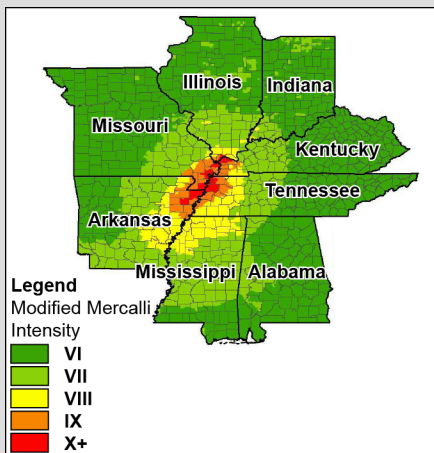 Illinois
Indiana
Missouri
Kentucky
Tennessee
Arkansas
Mississippi
Alabama
Legend
Modified Mercalli
Intensity
VI
VII
VIII
IX
X+